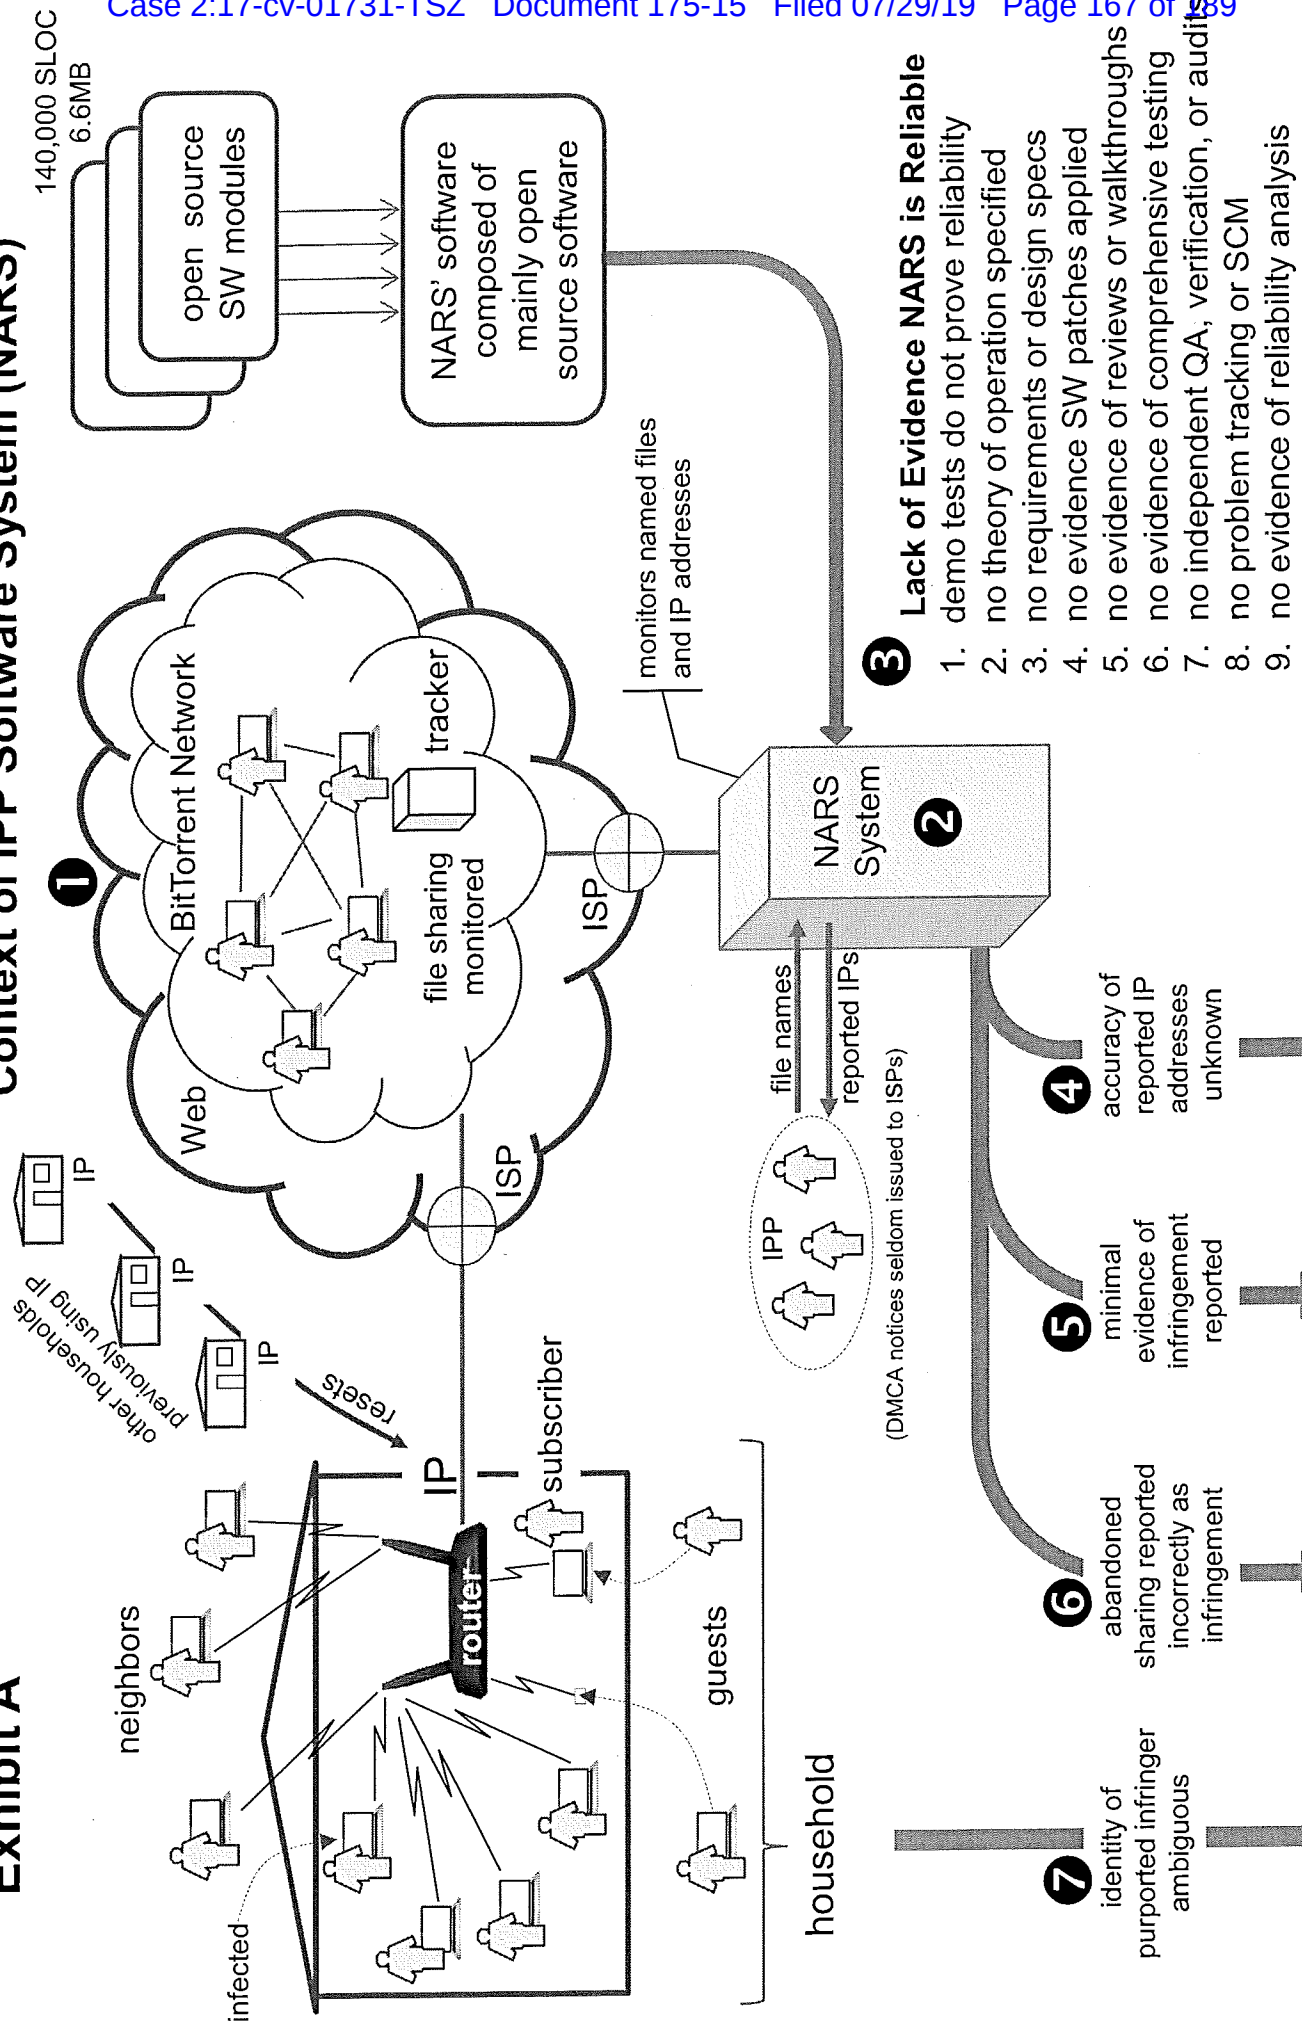 Case 2:17-cv-01731-TSZ Document 175-15 Filed 07/29/19 Page 167 of 189
Exhibit A
Context of IPP Software System (NARS)
neighbors
infected
router
IP
subscriber
guests
household
other households
previously using IP
IP
IP
IP
resets
1
Web
BitTorrent Network
tracker
file sharing
monitored
ISP
ISP
140,000 SLOC
6.6MB
open source
SW modules
NARS' software
composed of
mainly open
source software
monitors named files
and IP addresses
NARS
System
2
file names
reported IPs
IPP
(DMCA notices seldom issued to ISPs)
3 Lack of Evidence NARS is Reliable
1. demo tests do not prove reliability
2. no theory of operation specified
3. no requirements or design specs
4. no evidence SW patches applied
5. no evidence of reviews or walkthroughs
6. no evidence of comprehensive testing
7. no independent QA, verification, or audits
8. no problem tracking or SCM
9. no evidence of reliability analysis
7
identity of
purported infringer
ambiguous
6
abandoned
sharing reported
incorrectly as
infringement
5
minimal
evidence of
infringement
reported
4
accuracy of
reported IP
addresses
unknown